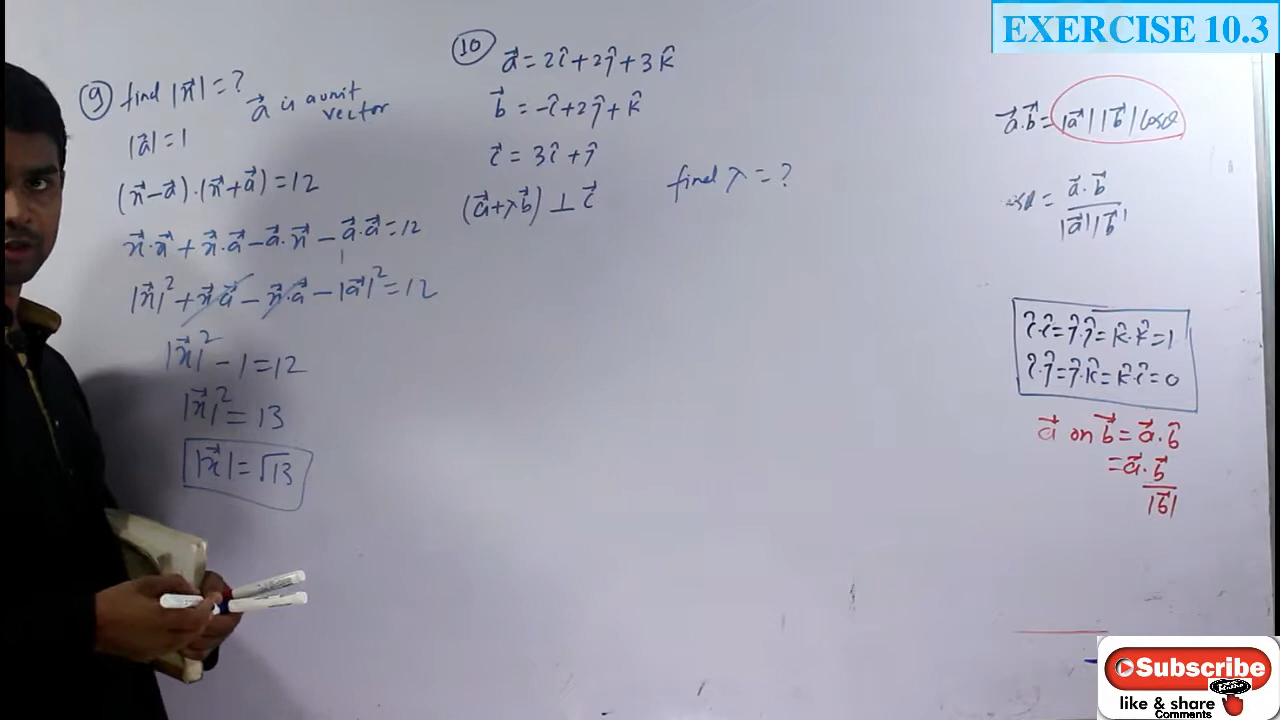 EXERCISE 10.3
⑨ find |x⃗| = ? a⃗ is a unit vector
|a⃗| = 1
(x⃗ − a⃗).(x⃗ + a⃗) = 12
x⃗.x⃗ + x⃗.a⃗ − a⃗.x⃗ − a⃗.a⃗ = 12
|x⃗|² + x⃗.a⃗ − x⃗.a⃗ − |a⃗|² = 12
|x⃗|² − 1 = 12
|x⃗|² = 13
|x⃗| = √13
⑩ a⃗ = 2î + 2ĵ + 3k̂
b⃗ = −î + 2ĵ + k̂
c⃗ = 3î + ĵ
(a⃗ + λb⃗) ⊥ c⃗ find λ = ?
a⃗.b⃗ = |a⃗| |b⃗| cosθ
cosθ = a⃗.b⃗
|a⃗| |b⃗|
î.î = ĵ.ĵ = k̂.k̂ = 1
î.ĵ = ĵ.k̂ = k̂.î = 0
a⃗ on b⃗ = a⃗.b̂
= a⃗.b⃗
|b⃗|
Subscribe
like & share
Comments